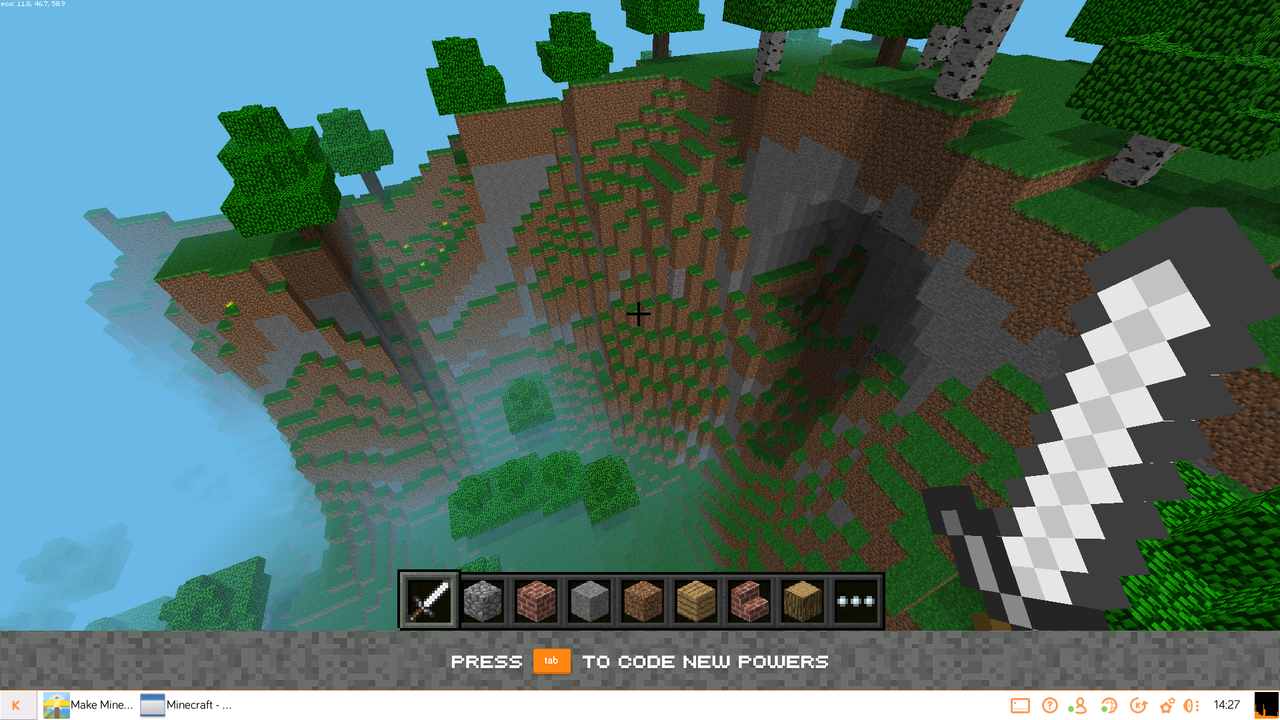 pos: 11.8, 46.7, 58.9
PRESS tab TO CODE NEW POWERS
K Make Mine... Minecraft - ... 14:27